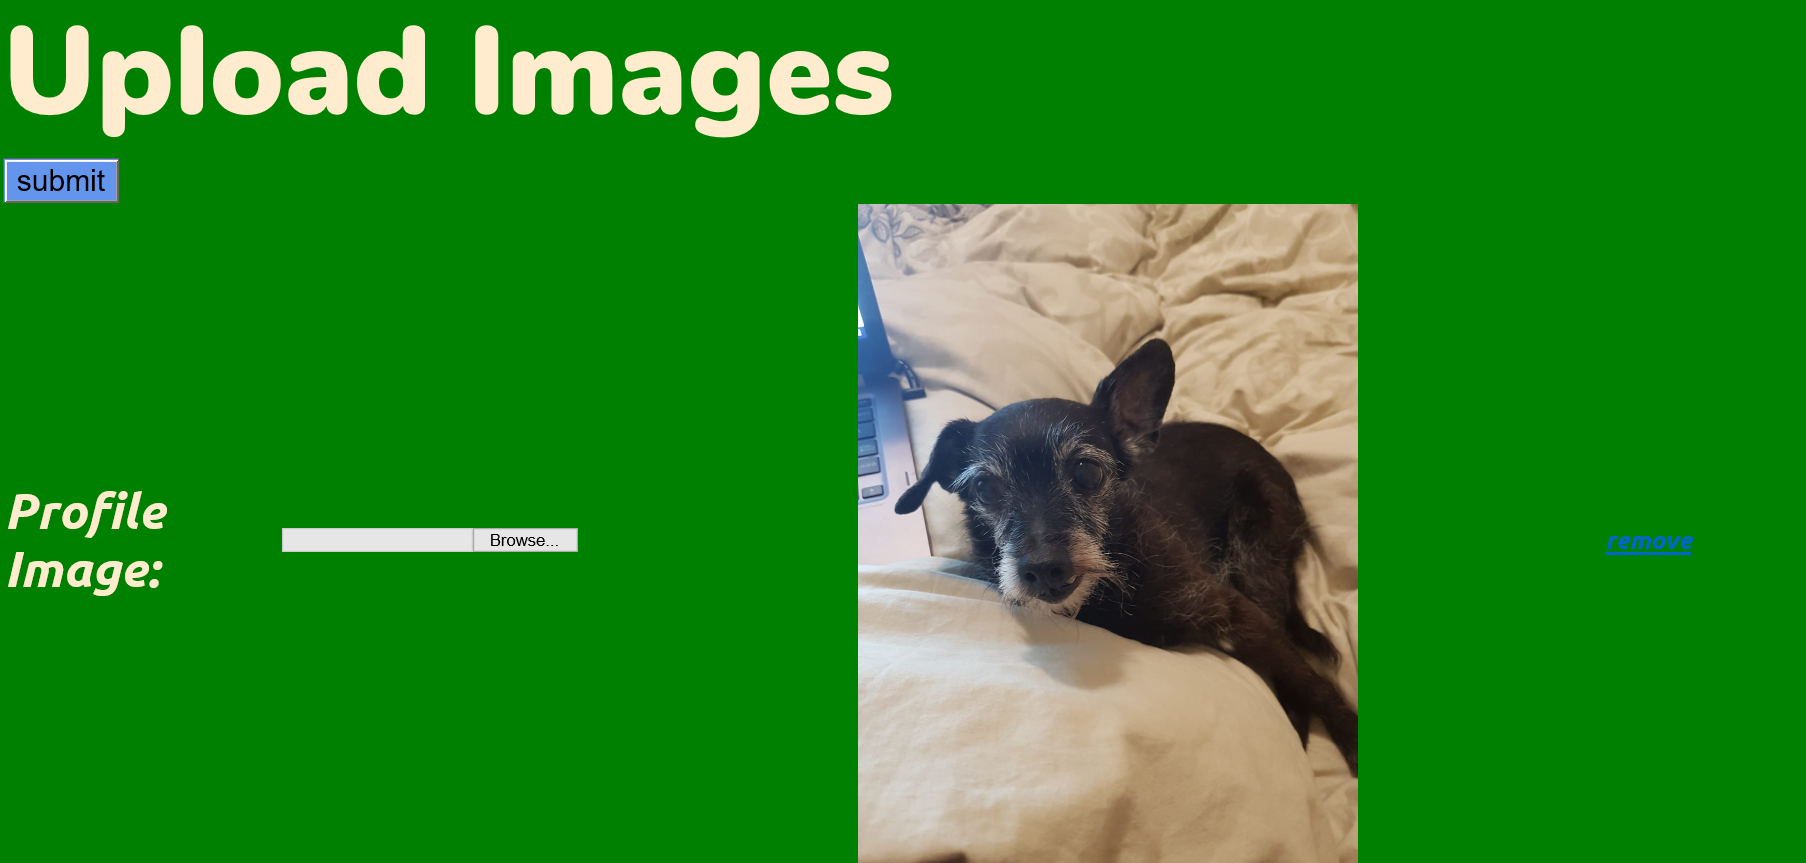 Upload Images
submit
Profile
Image:
Browse...
remove